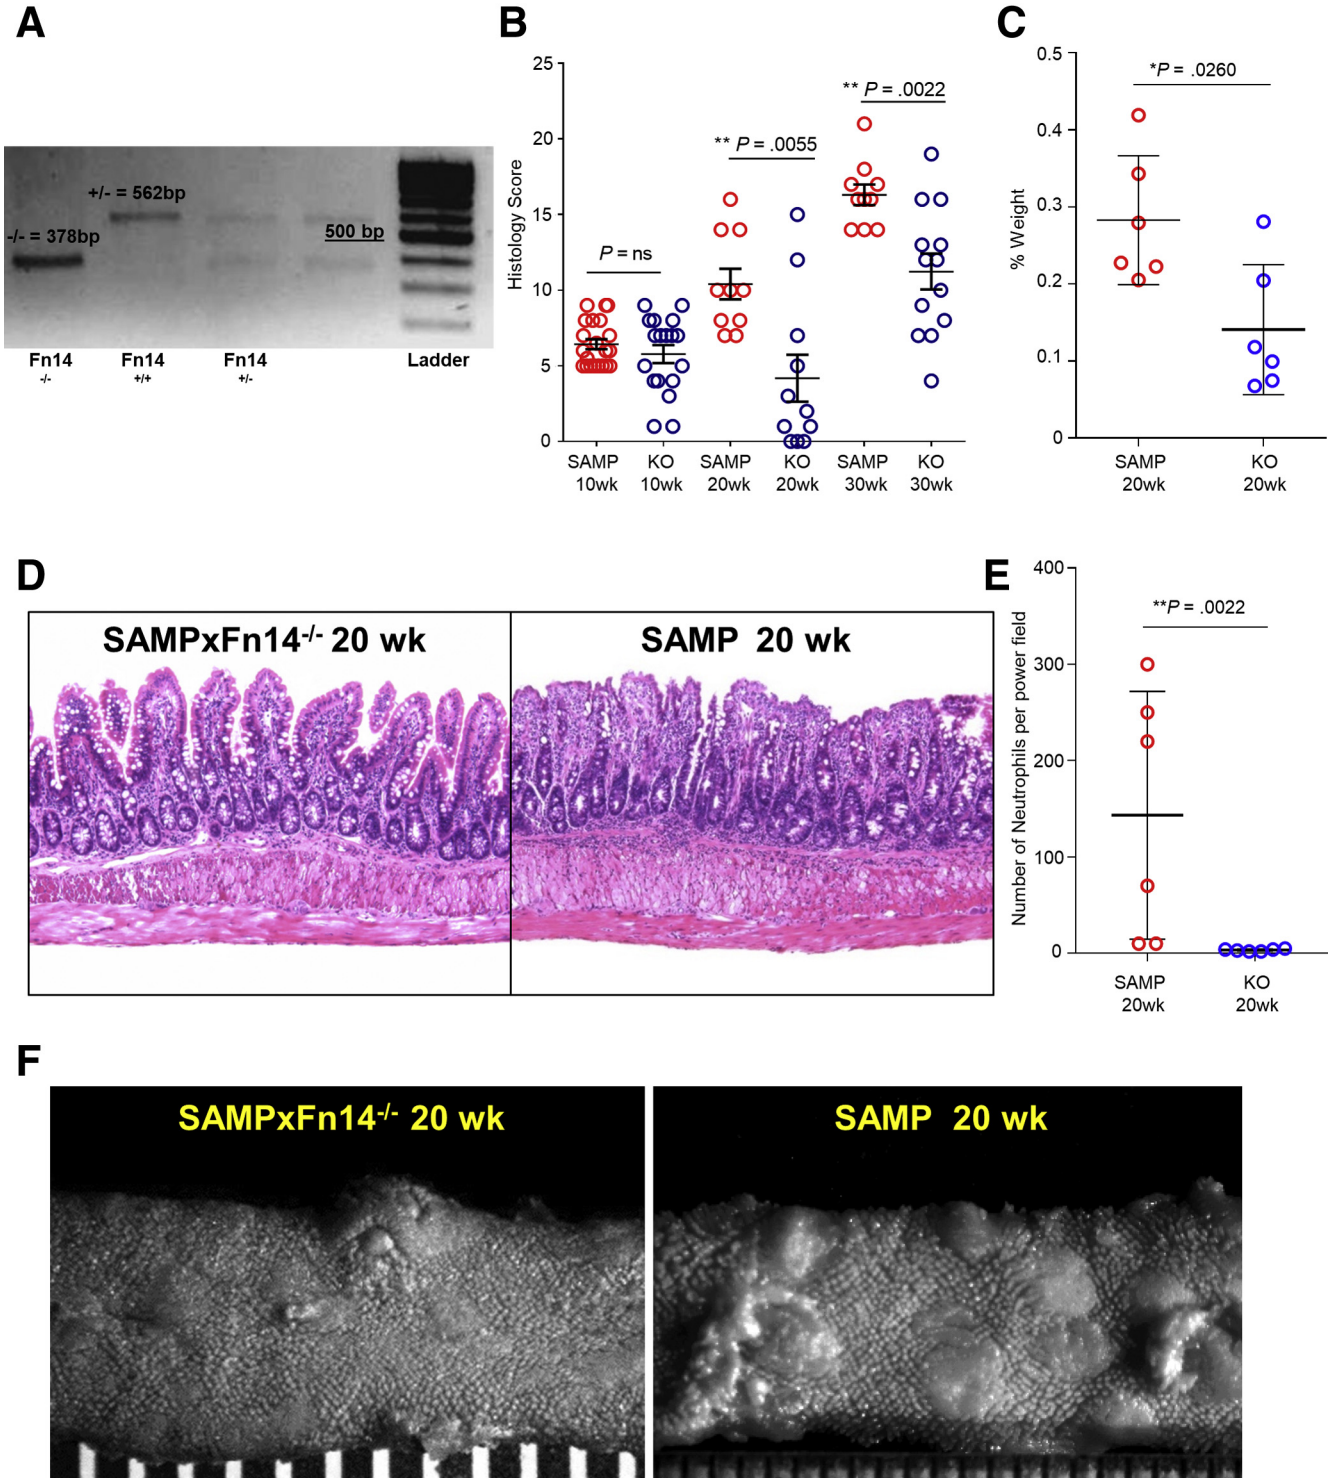 A
+/- = 562bp
-/- = 378bp
500 bp
Fn14
-/-
Fn14
+/+
Fn14
+/-
Ladder
B
Histology Score
25
20
15
10
5
0
P = ns
** P = .0055
** P = .0022
SAMP
10wk
KO
10wk
SAMP
20wk
KO
20wk
SAMP
30wk
KO
30wk
C
% Weight
0.5
0.4
0.3
0.2
0.1
0
*P = .0260
SAMP
20wk
KO
20wk
D
SAMPxFn14-/- 20 wk
SAMP 20 wk
E
Number of Neutrophils per power field
400
300
200
100
0
**P = .0022
SAMP
20wk
KO
20wk
F
SAMPxFn14-/- 20 wk
SAMP 20 wk